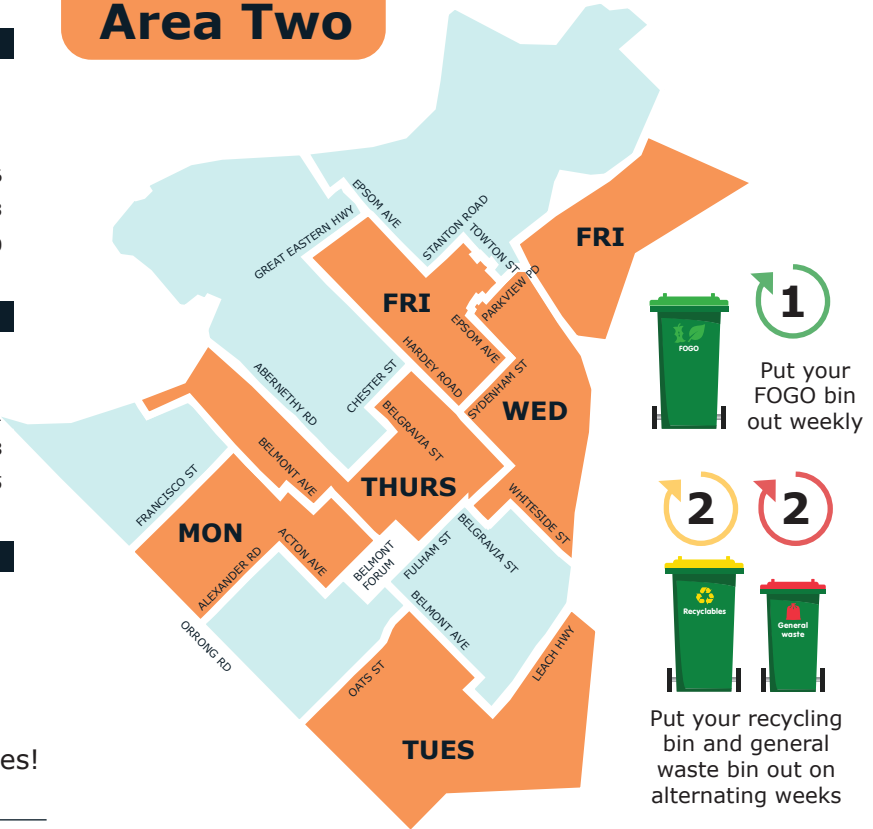 Area Two
EPSOM AVE
STANTON ROAD
TOWTON ST
GREAT EASTERN HWY
PARKVIEW PD
FRI
FRI
EPSOM AVE
HARDEY ROAD
SYDENHAM ST
WED
CHESTER ST
ABERNETHY RD
BELGRAVIA ST
BELMONT AVE
THURS
FRANCISCO ST
WHITESIDE ST
MON
ACTON AVE
ALEXANDER RD
BELMONT
FORUM
FULHAM ST
BELGRAVIA ST
BELMONT AVE
ORRONG RD
OATS ST
LEACH HWY
TUES
FOGO
1
Put your
FOGO bin
out weekly
2
2
Recyclables
General
waste
Put your recycling
bin and general
waste bin out on
alternating weeks
es!